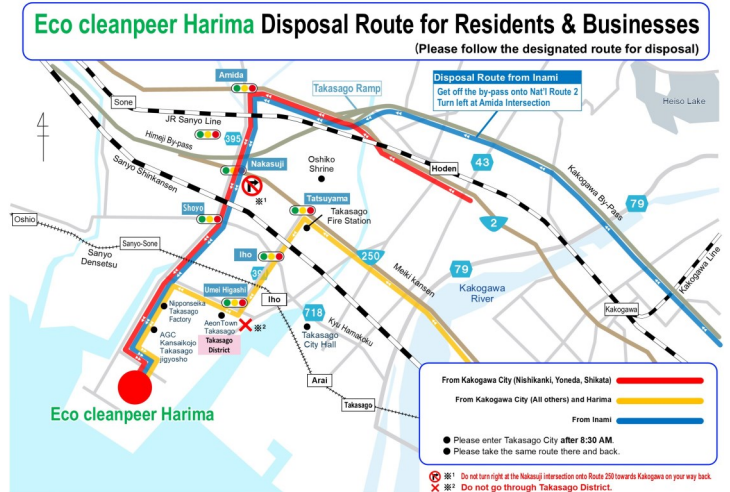 Eco cleanpeer Harima Disposal Route for Residents & Businesses
(Please follow the designated route for disposal)
Amida
Takasago Ramp
Disposal Route from Inami
Get off the by-pass onto Nat'l Route 2
Turn left at Amida Intersection
Heiso Lake
Sone
JR Sanyo Line
Himeji By-pass
395
Sanyo Shinkansen
Nakasuji
※1
Oshiko
Shrine
Hoden
43
Kakogawa By-Pass
79
Shoyo
Tatsuyama
Takasago
Fire Station
2
Oshio
Sanyo-Sone
Sanyo
Densetsu
Iho
30
250
Meiki kansen
79
Kakogawa
River
Kakogawa Line
Umei Higashi
Iho
Nipponseika
Takasago
Factory
AeonTown
Takasago
※2
Takasago
District
718
Kyu Hamakoku
Kakogawa
AGC
Kansaikojo
Takasago
jigyosho
Takasago
City Hall
Arai
Takasago
Eco cleanpeer Harima
From Kakogawa City (Nishikanki, Yoneda, Shikata)
From Kakogawa City (All others) and Harima
From Inami
● Please enter Takasago City after 8:30 AM.
● Please take the same route there and back.
※1 Do not turn right at the Nakasuji intersection onto Route 250 towards Kakogawa on your way back.
※2 Do not go through Takasago District.